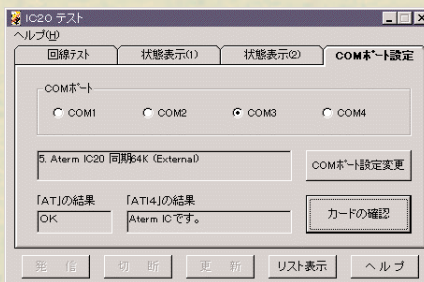 IC20 テスト
ヘルプ(H)
回線テスト 状態表示(1) 状態表示(2) COMポート設定
COMポート
COM1 COM2 COM3 COM4
5. Aterm IC20 同期64K (External)
COMポート設定変更
「AT」の結果 「ATI4」の結果
OK Aterm ICです。 カードの確認
発 信 切 断 更 新 リスト表示 ヘルプ